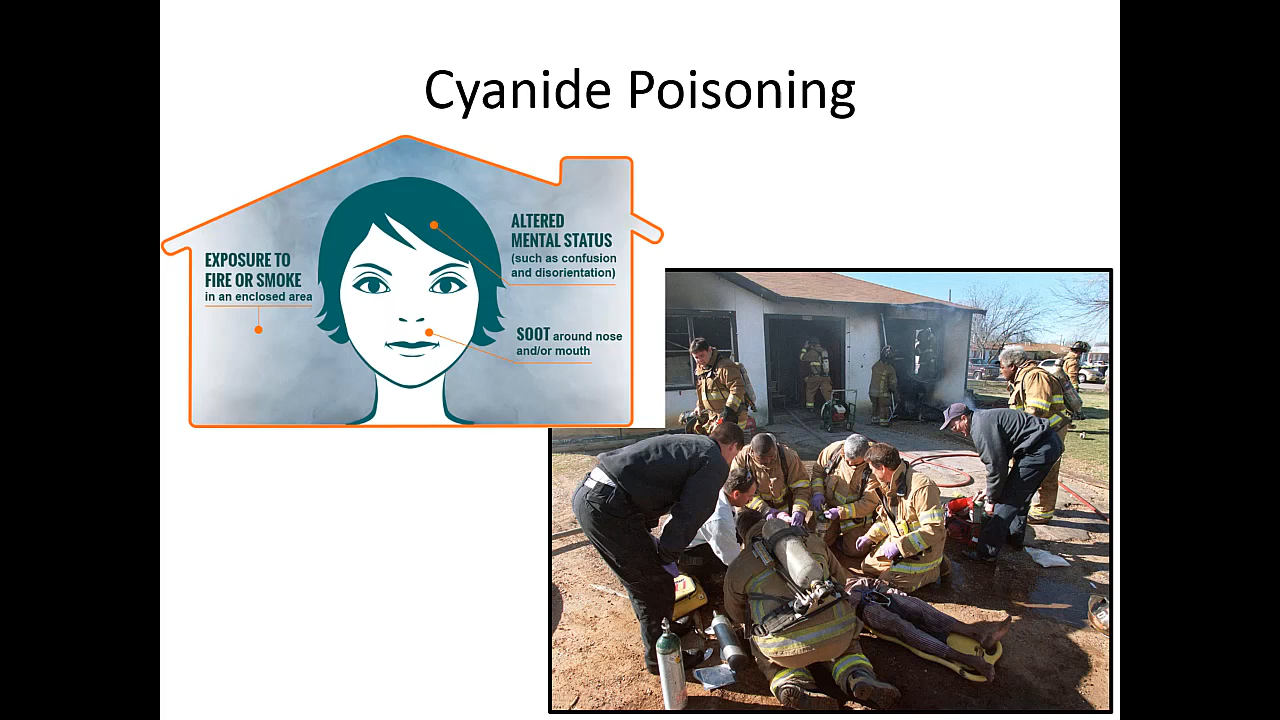 Cyanide Poisoning
EXPOSURE TO
FIRE OR SMOKE
in an enclosed area
ALTERED
MENTAL STATUS
(such as confusion
and disorientation)
SOOT around nose
and/or mouth